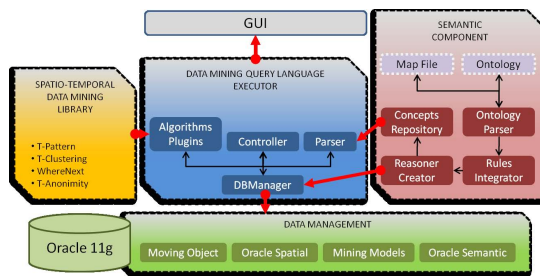 GUI
SEMANTIC
COMPONENT
Map File
Ontology
DATA MINING QUERY LANGUAGE
EXECUTOR
SPATIO-TEMPORAL
DATA MINING
LIBRARY
• T-Pattern
• T-Clustering
• WhereNext
• T-Anonimity
Algorithms
Plugins
Controller
Parser
Concepts
Repository
Ontology
Parser
DBManager
Reasoner
Creator
Rules
Integrator
DATA MANAGEMENT
Oracle 11g
Moving Object
Oracle Spatial
Mining Models
Oracle Semantic